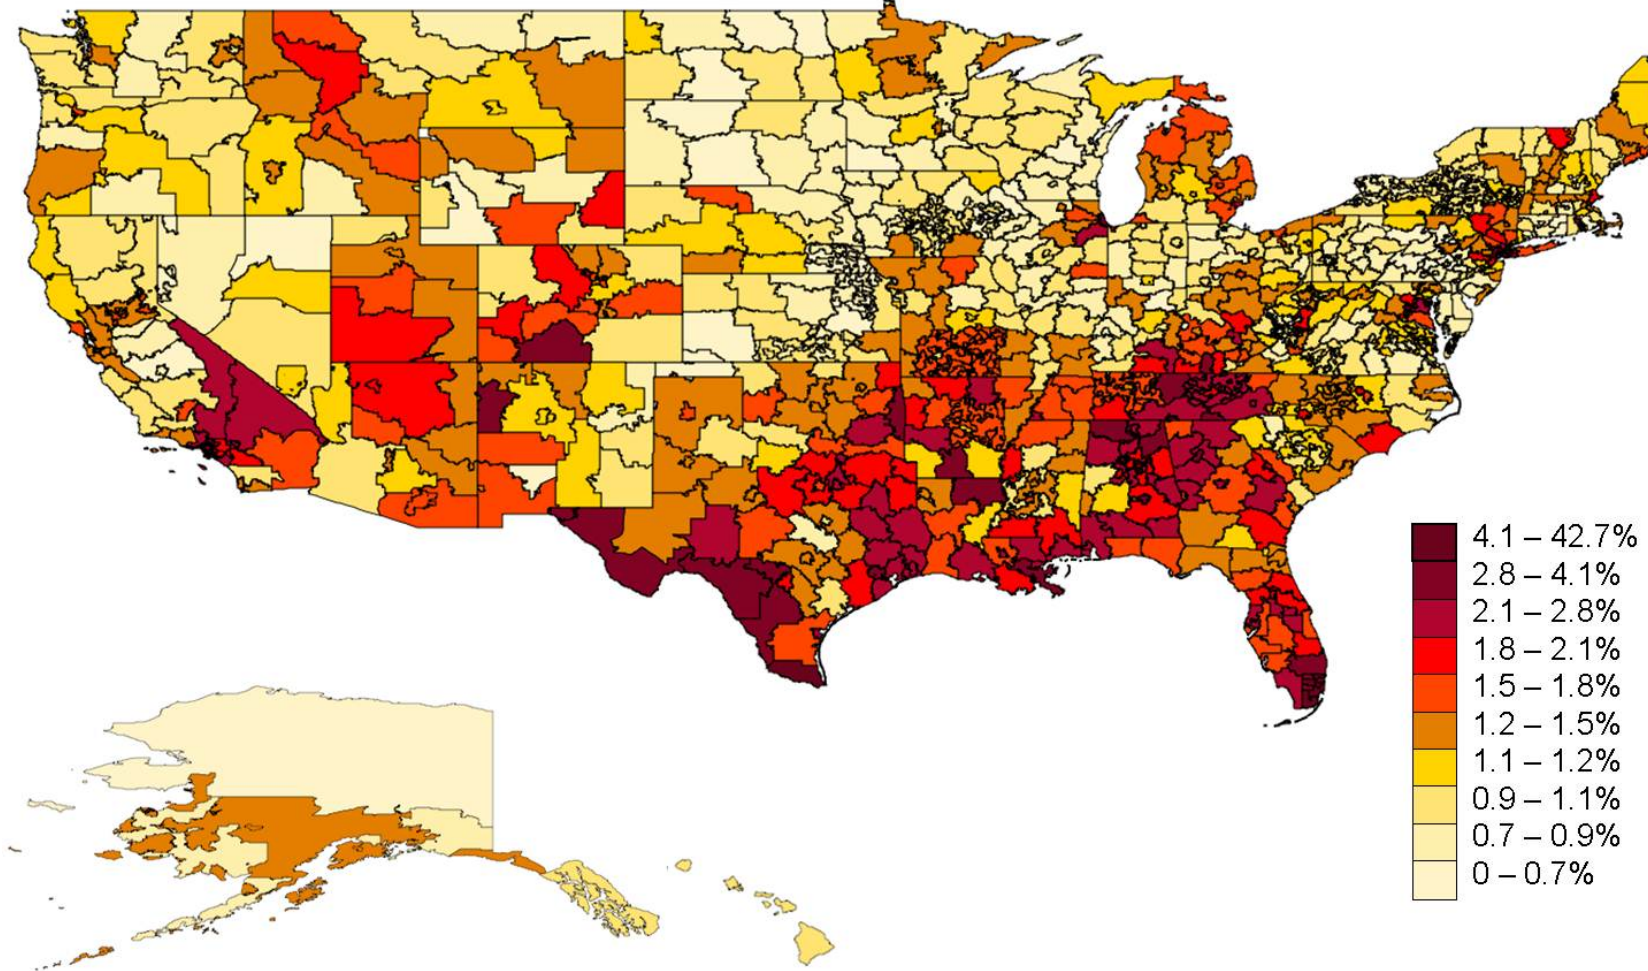 4.1 – 42.7%
2.8 – 4.1%
2.1 – 2.8%
1.8 – 2.1%
1.5 – 1.8%
1.2 – 1.5%
1.1 – 1.2%
0.9 – 1.1%
0.7 – 0.9%
0 – 0.7%